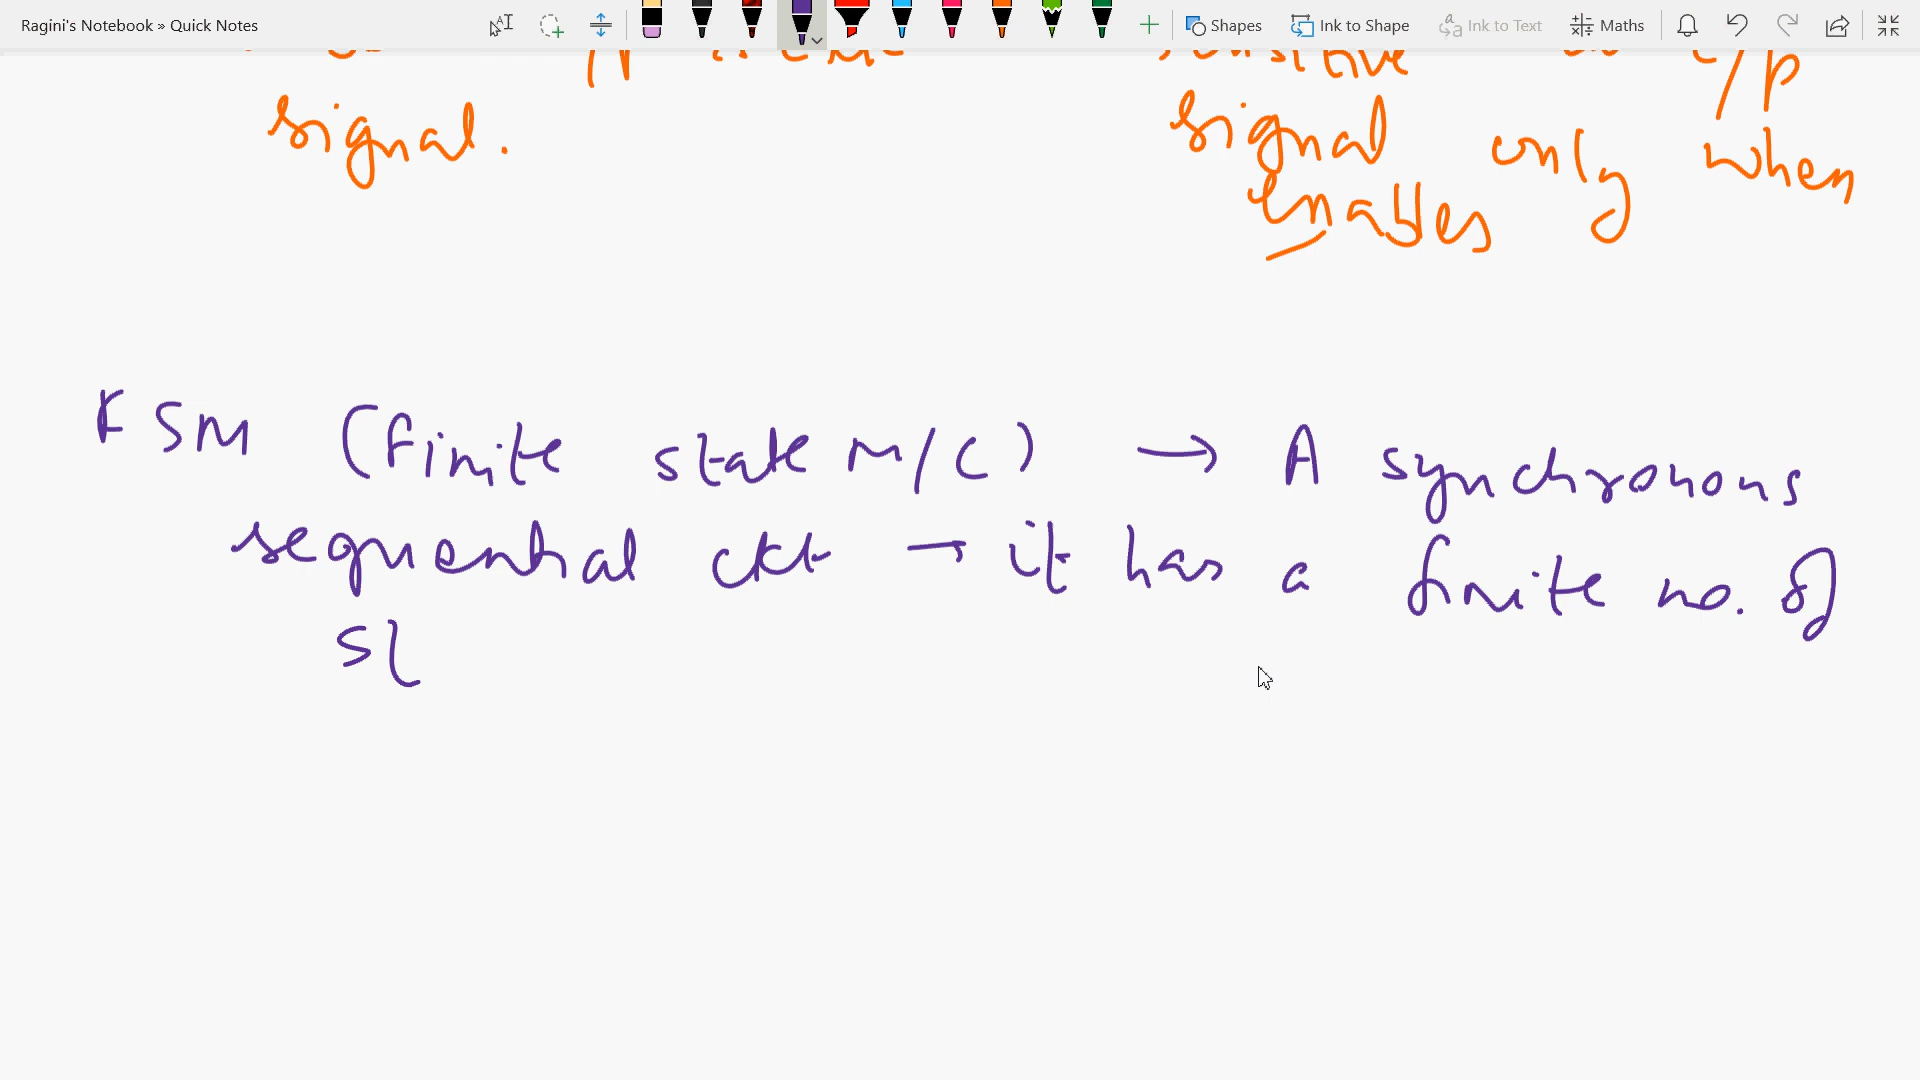 Ragini's Notebook » Quick Notes
Shapes
Ink to Shape
Ink to Text
Maths
sensitive i/p
signal. signal only when
enables
FSM (Finite state M/C) → A synchronous
sequential ckt → it has a finite no. of
st